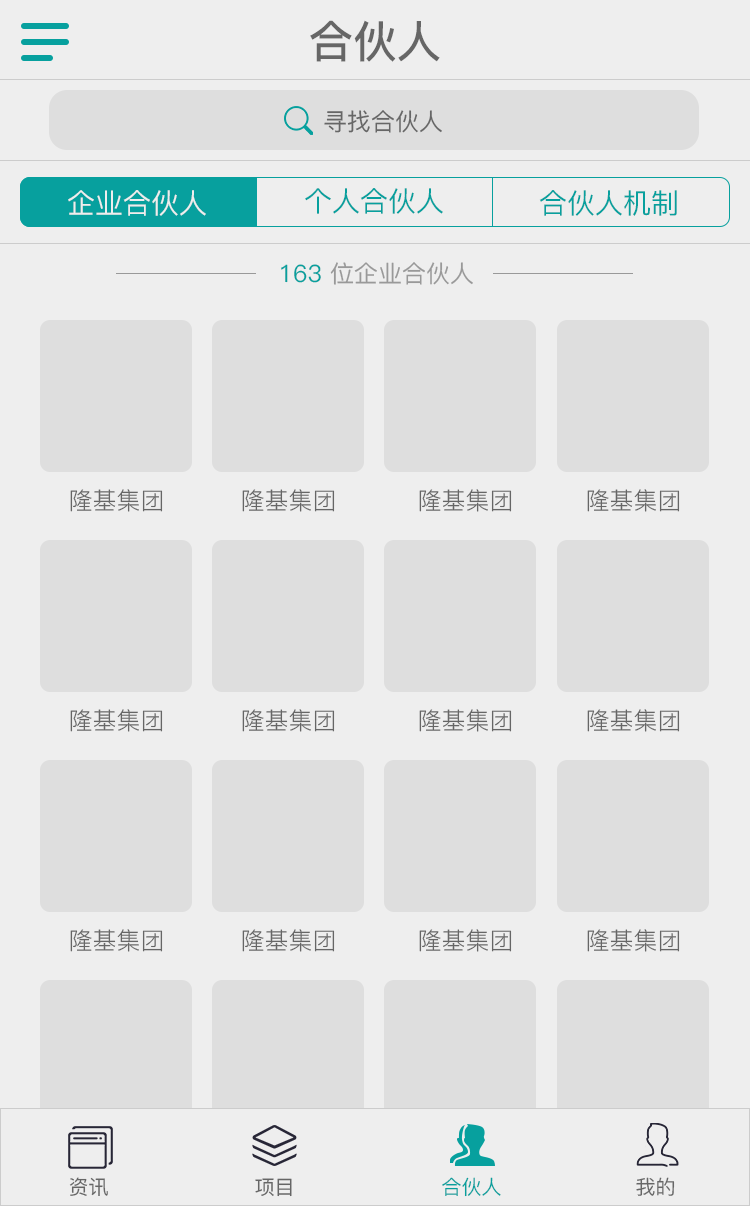 合伙人
寻找合伙人
企业合伙人 个人合伙人 合伙人机制
163 位企业合伙人
隆基集团 隆基集团 隆基集团 隆基集团
隆基集团 隆基集团 隆基集团 隆基集团
隆基集团 隆基集团 隆基集团 隆基集团
资讯 项目 合伙人 我的